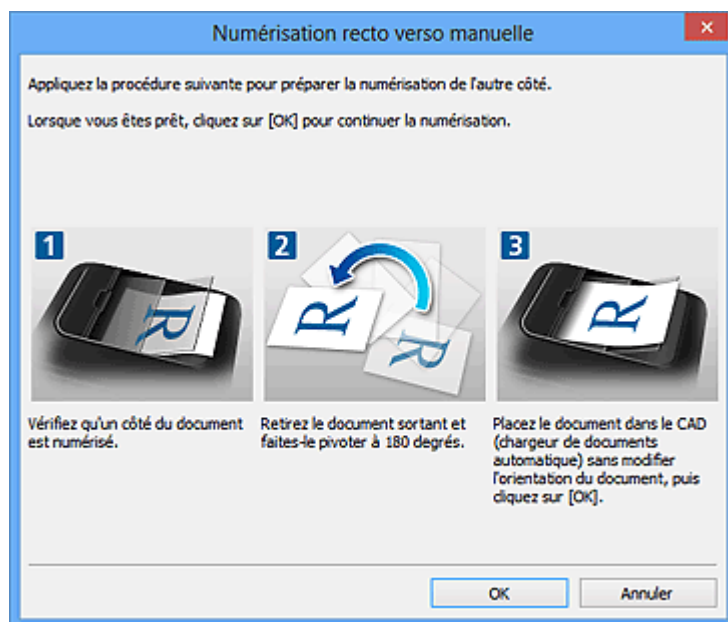 Numérisation recto verso manuelle
Appliquez la procédure suivante pour préparer la numérisation de l'autre côté.
Lorsque vous êtes prêt, cliquez sur [OK] pour continuer la numérisation.
1
R
Vérifiez qu'un côté du document
est numérisé.
2
R
R
Retirez le document sortant et
faites-le pivoter à 180 degrés.
3
R
Placez le document dans le CAD
(chargeur de documents
automatique) sans modifier
l'orientation du document, puis
cliquez sur [OK].
OK
Annuler